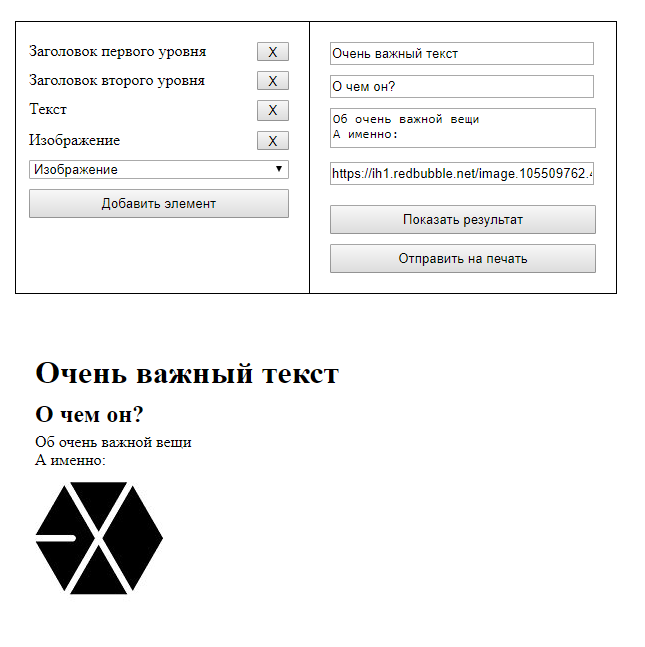 Заголовок первого уровня X
Заголовок второго уровня X
Текст X
Изображение X
Изображение
Добавить элемент
Очень важный текст
О чем он?
Об очень важной вещи
А именно:
https://ih1.redbubble.net/image.105509762.
Показать результат
Отправить на печать
Очень важный текст
О чем он?
Об очень важной вещи
А именно: